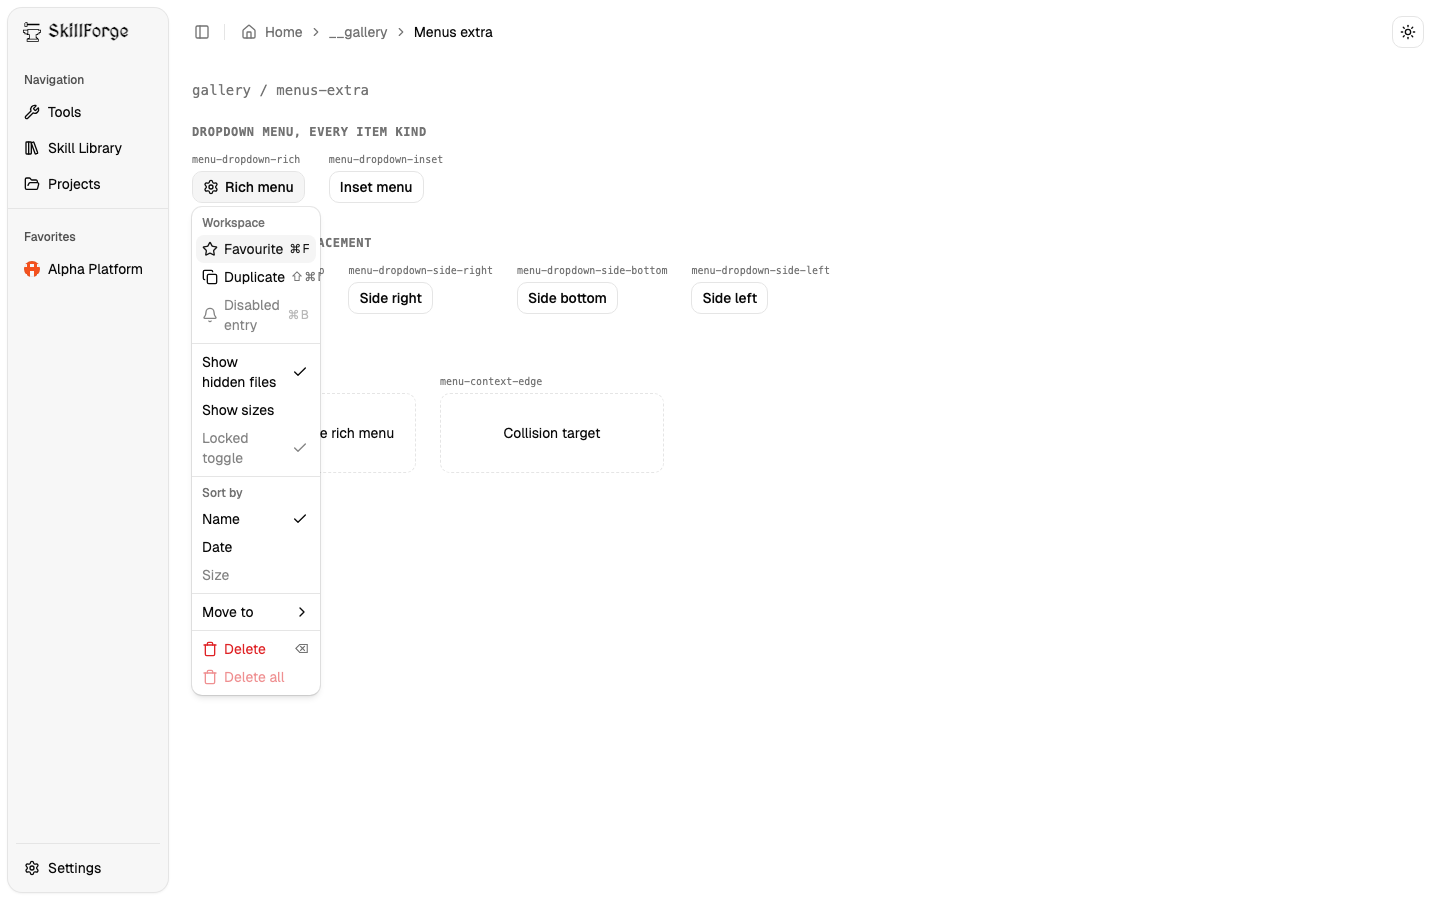 SkillForge
Navigation
Tools
Skill Library
Projects
Favorites
Alpha Platform
Settings
Home
__gallery
Menus extra
gallery / menus-extra
DROPDOWN MENU, EVERY ITEM KIND
menu-dropdown-rich
menu-dropdown-inset
Rich menu
Inset menu
Workspace
Favourite ⌘F
Duplicate ⇧⌘
Disabled
entry
⌘B
Show
hidden files
Show sizes
Locked
toggle
Sort by
Name
Date
Size
Move to
Delete ⌫
Delete all
ACEMENT
menu-dropdown-side-right
menu-dropdown-side-bottom
menu-dropdown-side-left
Side right
Side bottom
Side left
menu-context-edge
e rich menu
Collision target